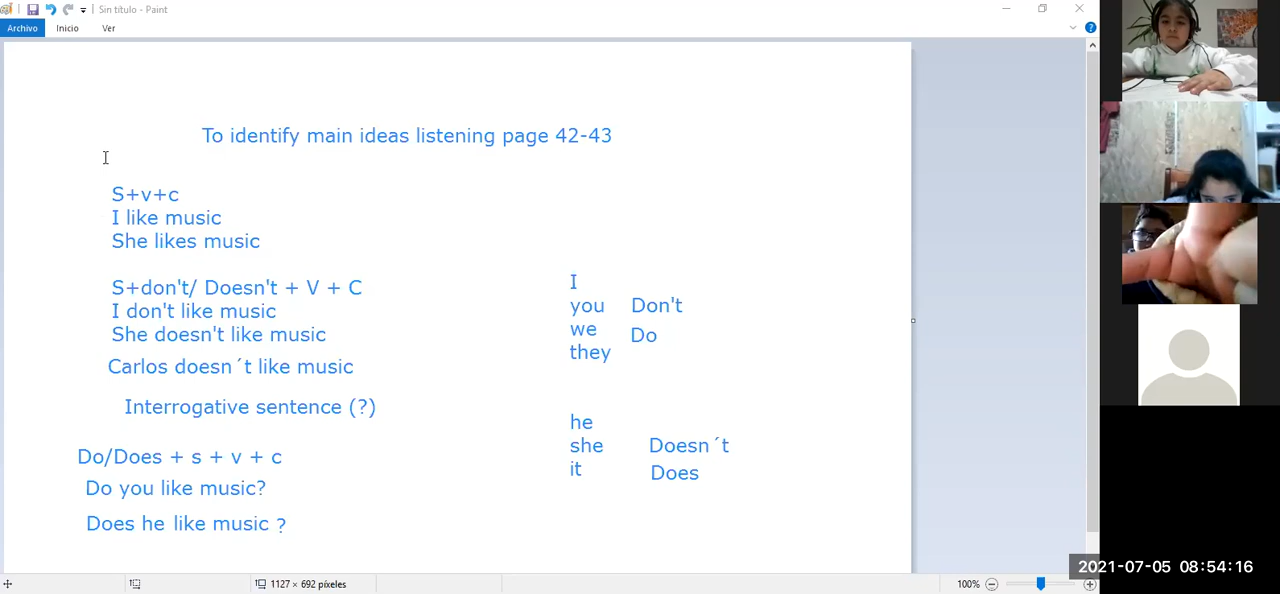 Sin título - Paint
Archivo Inicio Ver
To identify main ideas listening page 42-43
S+v+c
I like music
She likes music
S+don't/ Doesn't + V + C
I don't like music
She doesn't like music
Carlos doesn´t like music
Interrogative sentence (?)
Do/Does + s + v + c
Do you like music?
Does he like music ?
I
you Don't
we Do
they
he
she Doesn´t
it Does
1127 × 692 píxeles
100%
2021-07-05 08:54:16